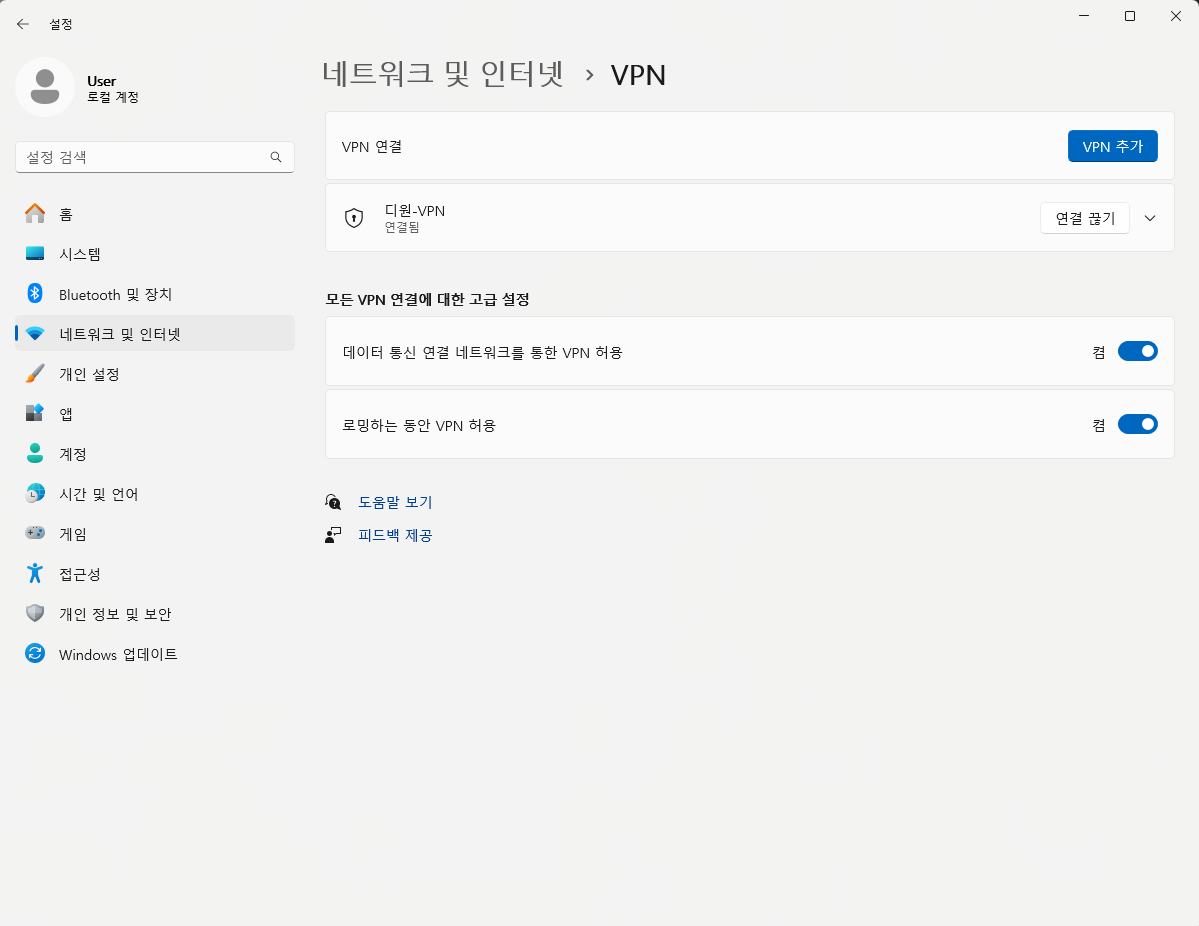 설정
User
로컬 계정
설정 검색
홈
시스템
Bluetooth 및 장치
네트워크 및 인터넷
개인 설정
앱
계정
시간 및 언어
게임
접근성
개인 정보 및 보안
Windows 업데이트
네트워크 및 인터넷 › VPN
VPN 연결
VPN 추가
디원-VPN
연결됨
연결 끊기
모든 VPN 연결에 대한 고급 설정
데이터 통신 연결 네트워크를 통한 VPN 허용
켬
로밍하는 동안 VPN 허용
켬
도움말 보기
피드백 제공